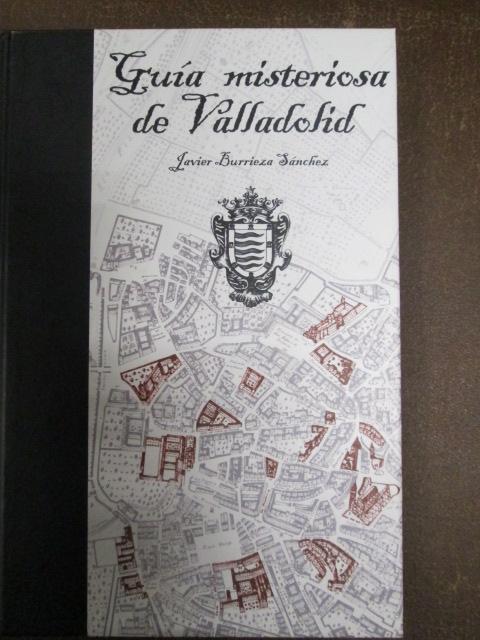 Guía misteriosa
de Valladolid
Javier Burrieza Sánchez